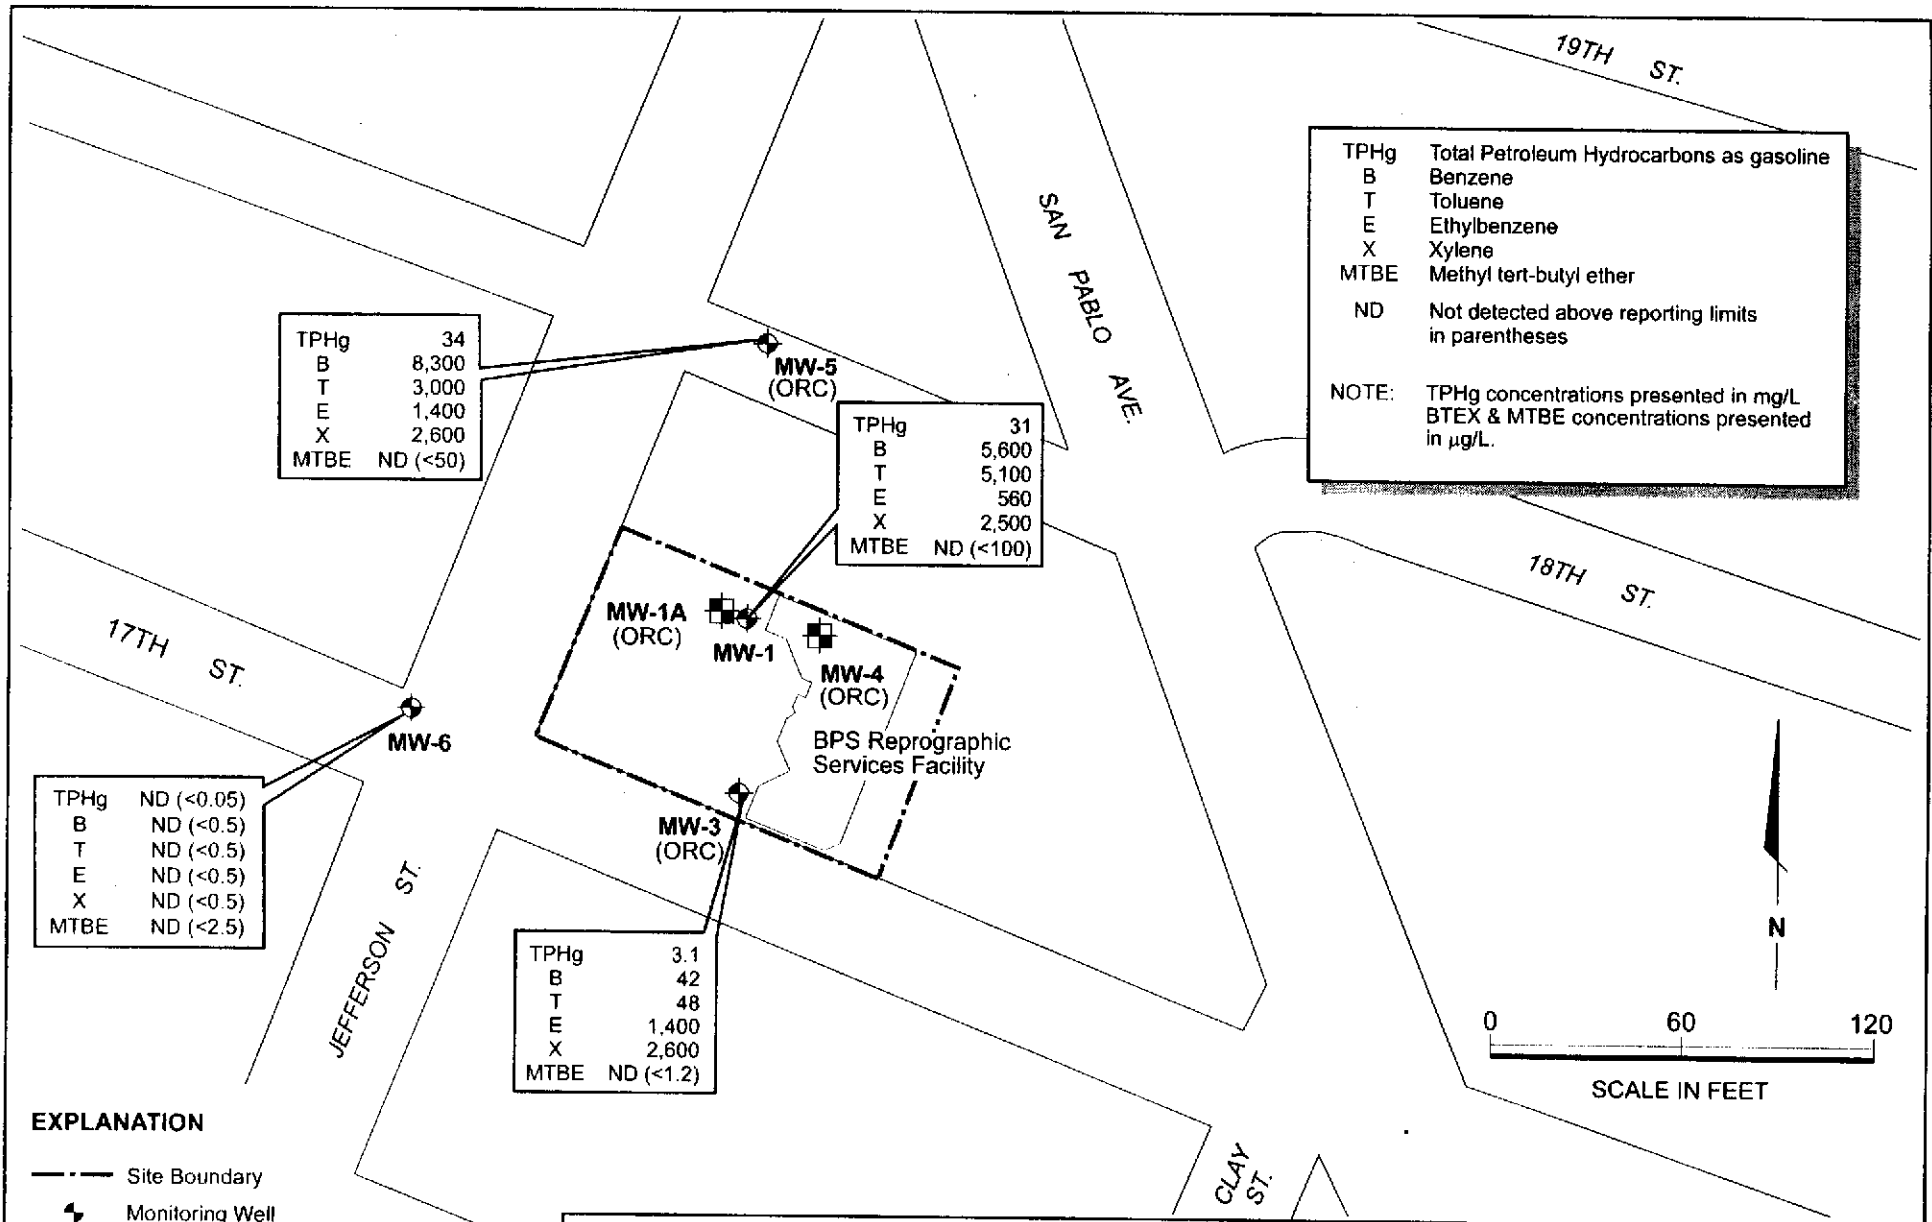 19TH ST.
TPHg Total Petroleum Hydrocarbons as gasoline
B Benzene
T Toluene
E Ethylbenzene
X Xylene
MTBE Methyl tert-butyl ether
ND Not detected above reporting limits
in parentheses
NOTE: TPHg concentrations presented in mg/L
BTEX & MTBE concentrations presented
in µg/L.
SAN PABLO AVE.
TPHg 34
B 8,300
T 3,000
E 1,400
X 2,600
MTBE ND (<50)
MW-5
(ORC)
TPHg 31
B 5,600
T 5,100
E 560
X 2,500
MTBE ND (<100)
18TH ST.
17TH ST.
MW-1A
(ORC)
MW-1
MW-4
(ORC)
BPS Reprographic
Services Facility
MW-6
TPHg ND (<0.05)
B ND (<0.5)
T ND (<0.5)
E ND (<0.5)
X ND (<0.5)
MTBE ND (<2.5)
MW-3
(ORC)
JEFFERSON ST.
TPHg 3.1
B 42
T 48
E 1,400
X 2,600
MTBE ND (<1.2)
N
0 60 120
SCALE IN FEET
CLAY
ST.
EXPLANATION
Site Boundary
Monitoring Well